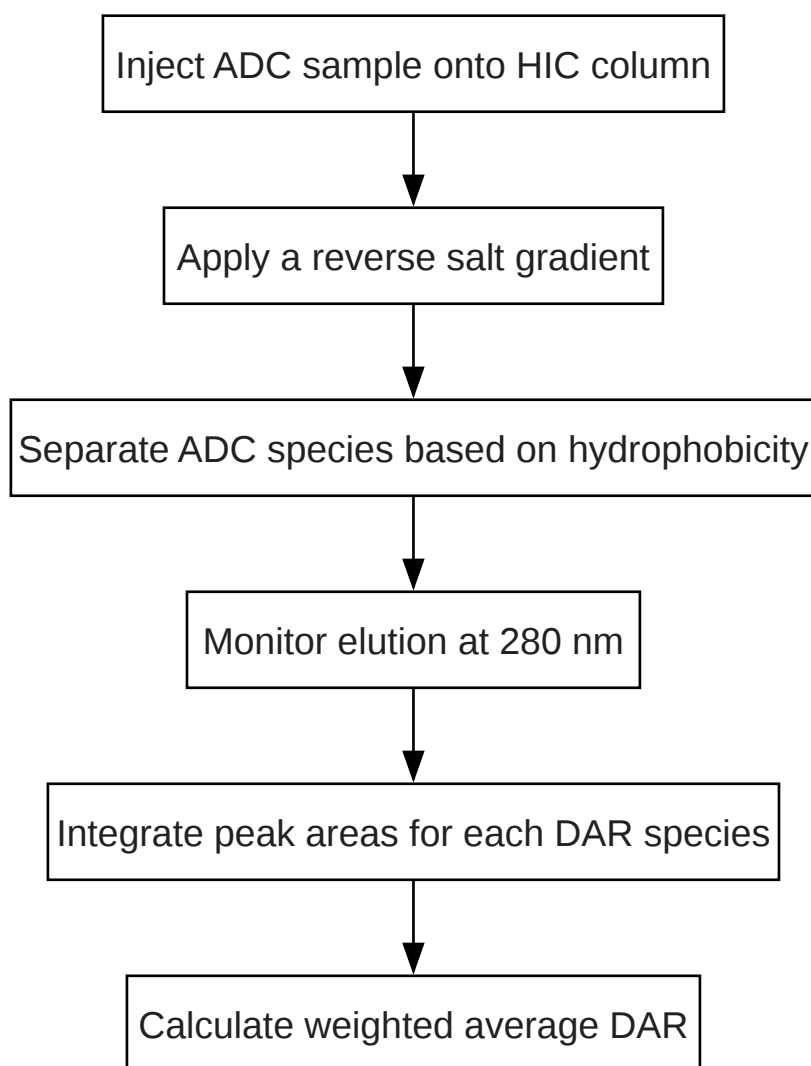 Inject ADC sample onto HIC column
Apply a reverse salt gradient
Separate ADC species based on hydrophobicity
Monitor elution at 280 nm
Integrate peak areas for each DAR species
Calculate weighted average DAR